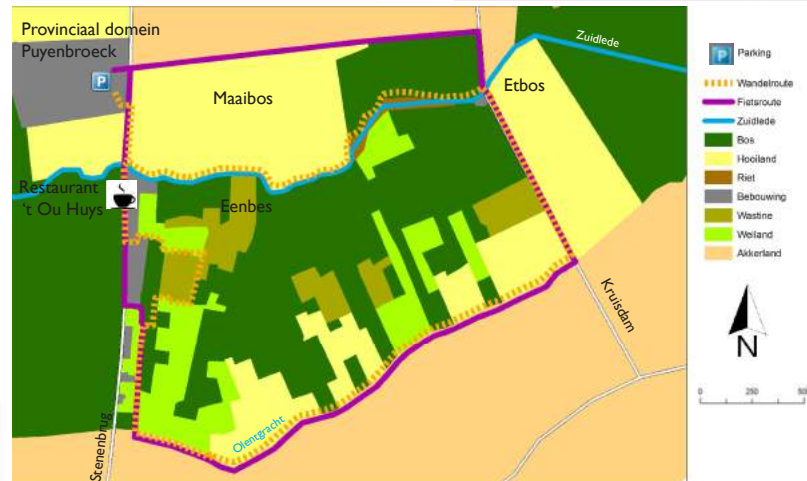 Provinciaal domein
Puyenbroeck
P
Maaibos
Etbos
Zuidlede
Restaurant
't Ou Huys
Eenbes
Kruisdam
Olentgracht
Stenenbrug
P Parking
Wandelroute
Fietsroute
Zuidlede
Bos
Hooiland
Riet
Bebouwing
Wastine
Weiland
Akkerland
N
0 250 500